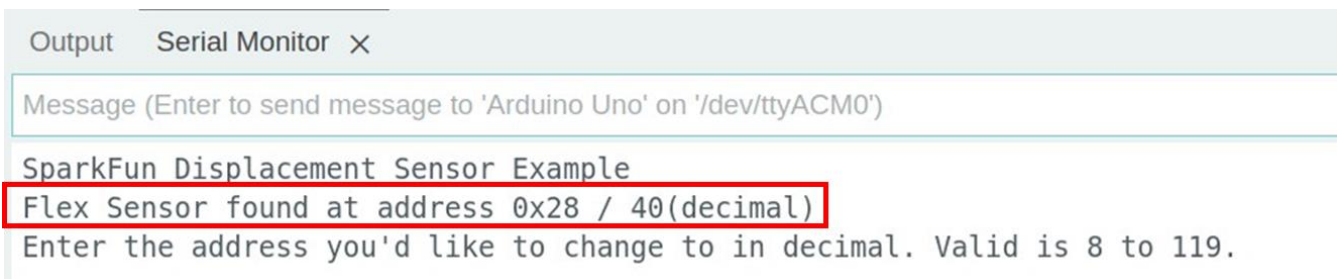 Output Serial Monitor ×
Message (Enter to send message to 'Arduino Uno' on '/dev/ttyACM0')
SparkFun Displacement Sensor Example
Flex Sensor found at address 0x28 / 40(decimal)
Enter the address you'd like to change to in decimal. Valid is 8 to 119.